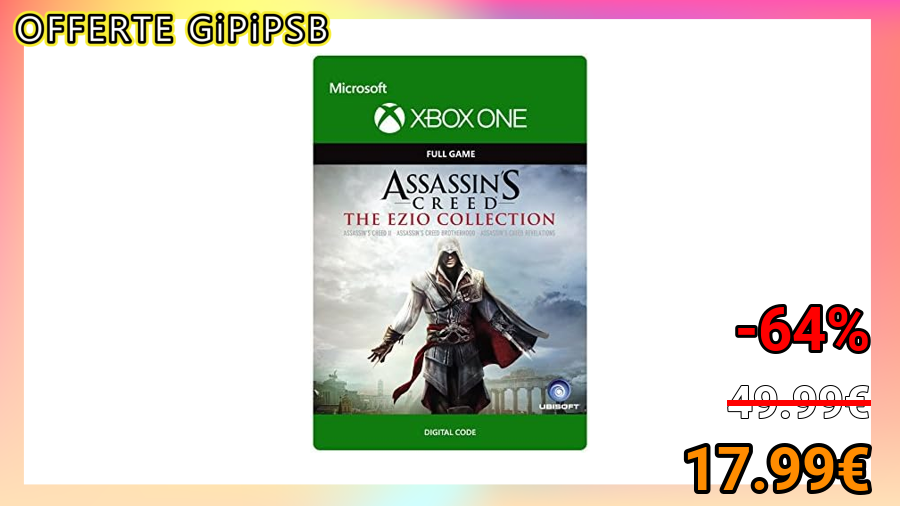 OFFERTE GiPiPSB
Microsoft
XBOX ONE
FULL GAME
ASSASSIN'S
CREED
THE EZIO COLLECTION
ASSASSIN'S CREED II - ASSASSIN'S CREED BROTHERHOOD - ASSASSIN'S CREED REVELATIONS
UBISOFT
DIGITAL CODE
-64%
49.99€
17.99€